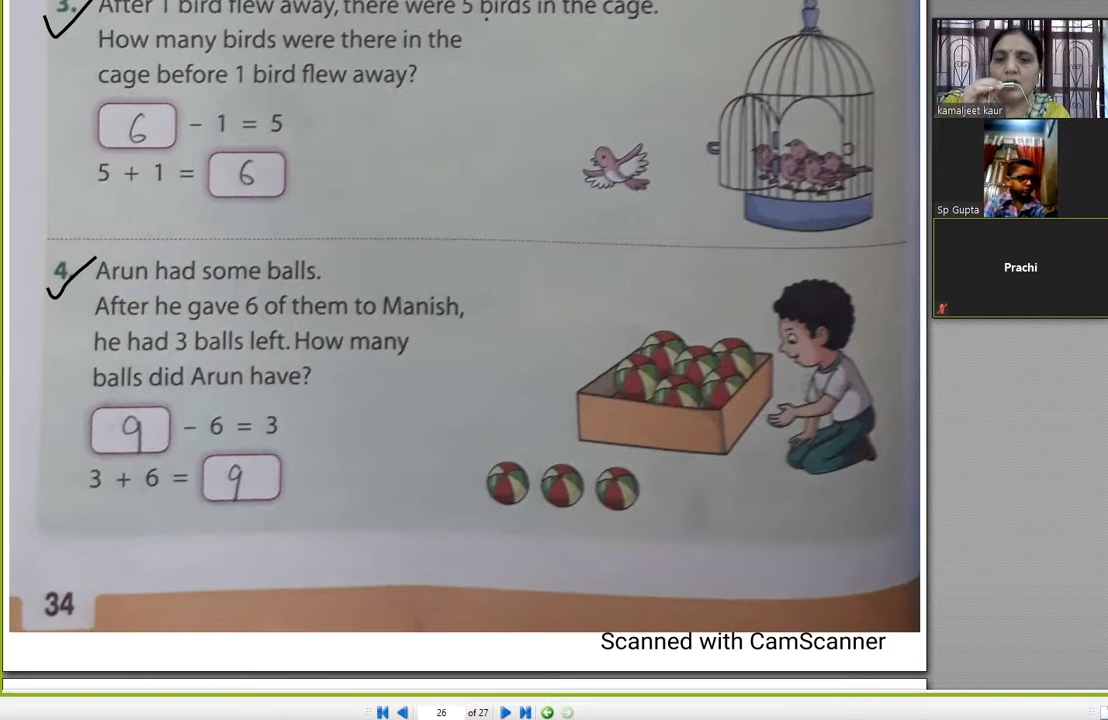 3. After 1 bird flew away, there were 5 birds in the cage.
How many birds were there in the
cage before 1 bird flew away?
6 - 1 = 5
5 + 1 = 6
4. Arun had some balls.
After he gave 6 of them to Manish,
he had 3 balls left. How many
balls did Arun have?
9 - 6 = 3
3 + 6 = 9
34
Scanned with CamScanner
26 of 27
kamaljeet kaur
Sp Gupta
Prachi